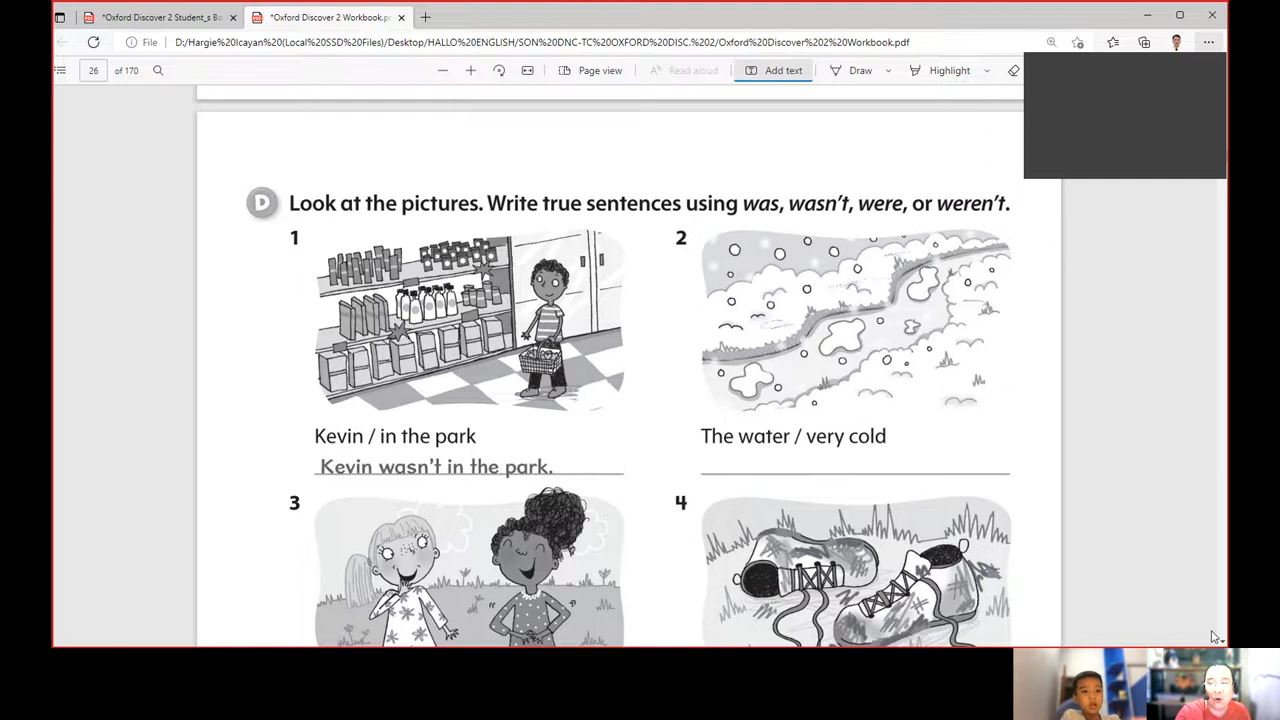 *Oxford Discover 2 Student_s Bo
*Oxford Discover 2 Workbook.p
File
D:/Hargie%20Icayan%20(Local%20SSD%20Files)/Desktop/HALLO%20ENGLISH/SON%20DNC-TC%20OXFORD%20DISC.%202/Oxford%20Discover%202%20Workbook.pdf
26 of 170
Page view
Read aloud
Add text
Draw
Highlight
D Look at the pictures. Write true sentences using was, wasn't, were, or weren't.
1
2
Kevin / in the park
The water / very cold
Kevin wasn't in the park.
3
4